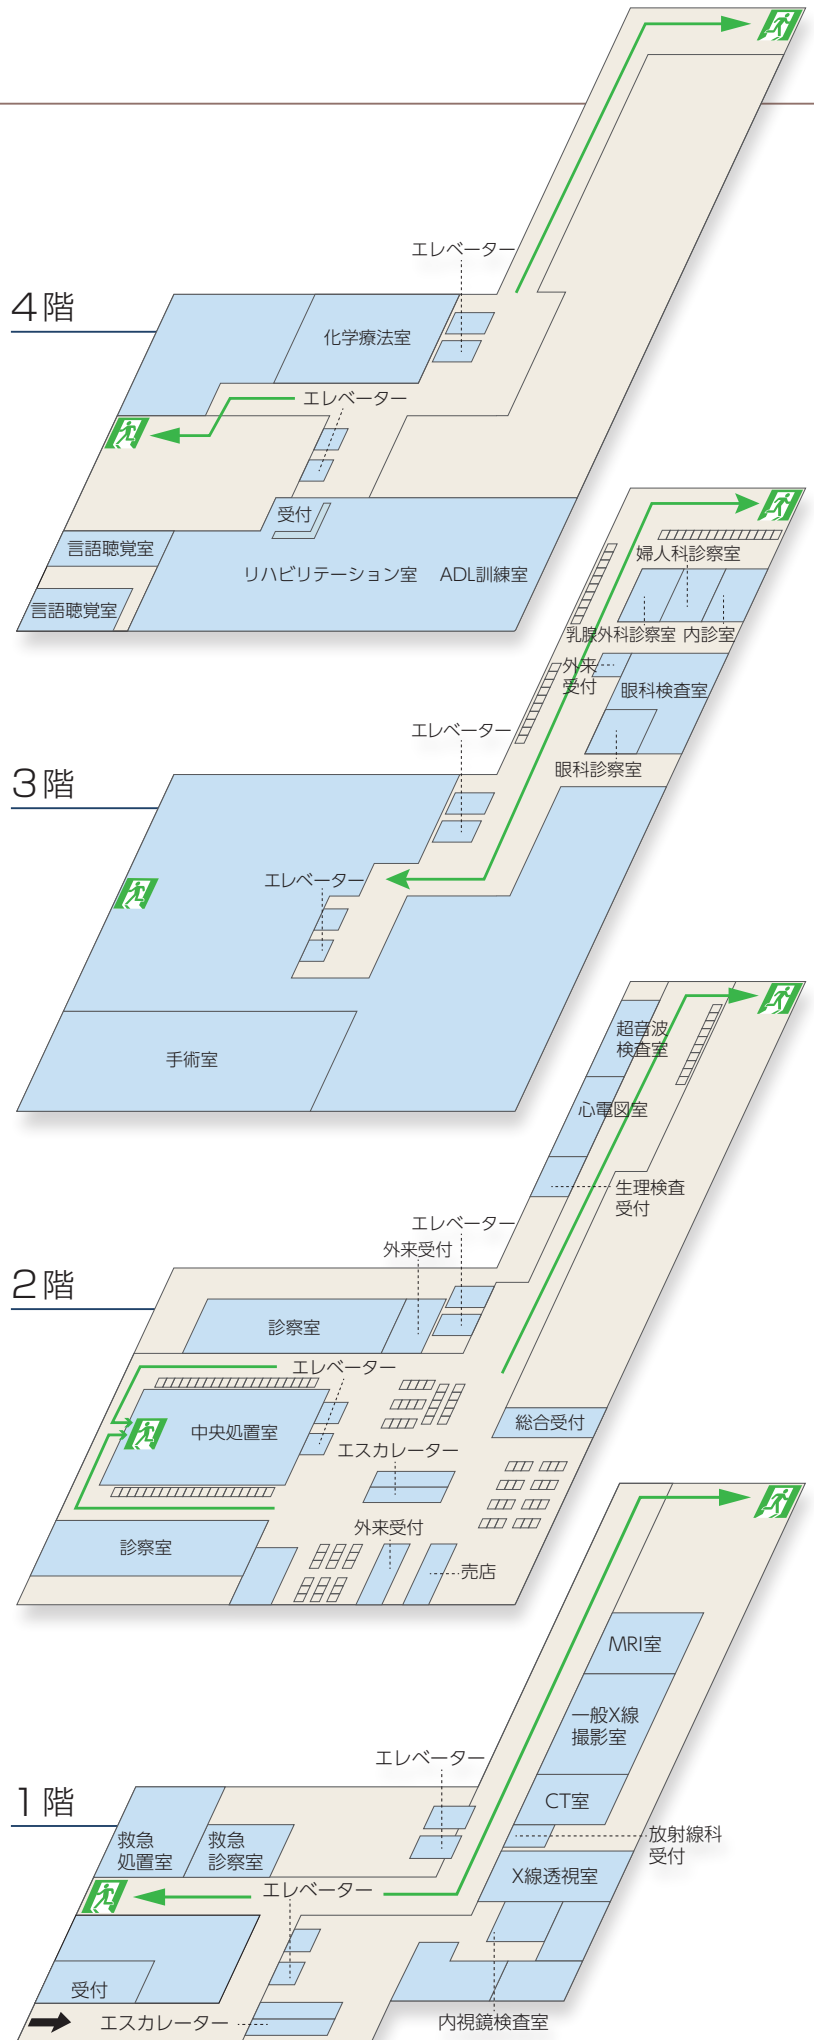 エレベーター
4階
化学療法室
エレベーター
受付
言語聴覚室
リハビリテーション室
ADL訓練室
言語聴覚室
婦人科診察室
乳腺外科診察室
内診室
外来
受付
眼科検査室
エレベーター
眼科診察室
3階
エレベーター
手術室
超音波
検査室
心電図室
生理検査
受付
エレベーター
外来受付
2階
診察室
エレベーター
中央処置室
総合受付
エスカレーター
外来受付
診察室
売店
MRI室
一般X線
撮影室
エレベーター
CT室
1階
放射線科
受付
救急
処置室
救急
診察室
X線透視室
エレベーター
受付
エスカレーター
内視鏡検査室